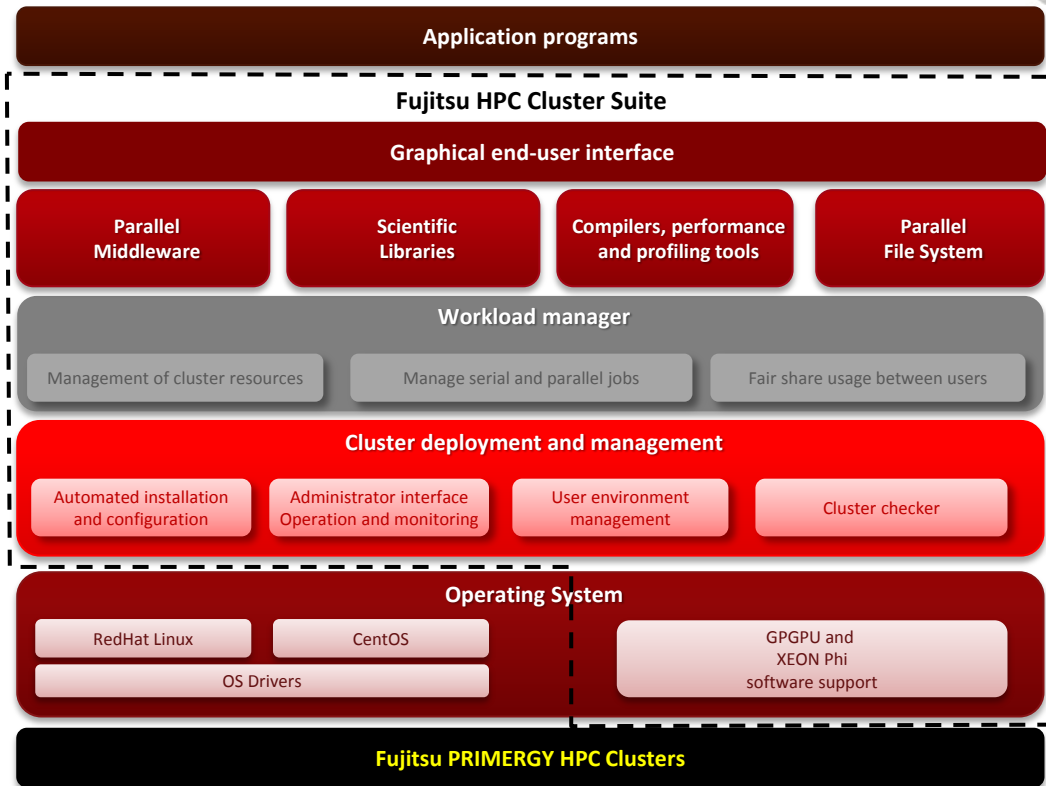 Application programs
Fujitsu HPC Cluster Suite
Graphical end-user interface
Parallel
Middleware
Scientific
Libraries
Compilers, performance
and profiling tools
Parallel
File System
Workload manager
Management of cluster resources
Manage serial and parallel jobs
Fair share usage between users
Cluster deployment and management
Automated installation
and configuration
Administrator interface
Operation and monitoring
User environment
management
Cluster checker
Operating System
RedHat Linux
CentOS
OS Drivers
GPGPU and
XEON Phi
software support
Fujitsu PRIMERGY HPC Clusters